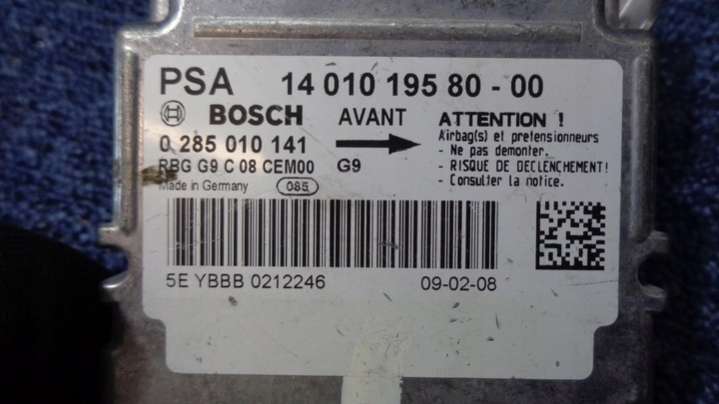 PSA 14 010 195 80 - 00
BOSCH AVANT ATTENTION !
0 285 010 141 Airbag(s) et pretensionneurs
- Ne pas demonter.
RBG G9 C 08 CEM00 G9 - RISQUE DE DECLENCHEMENT!
Made in Germany 085 - Consulter la notice.
5E YBBB 0212246 09-02-08